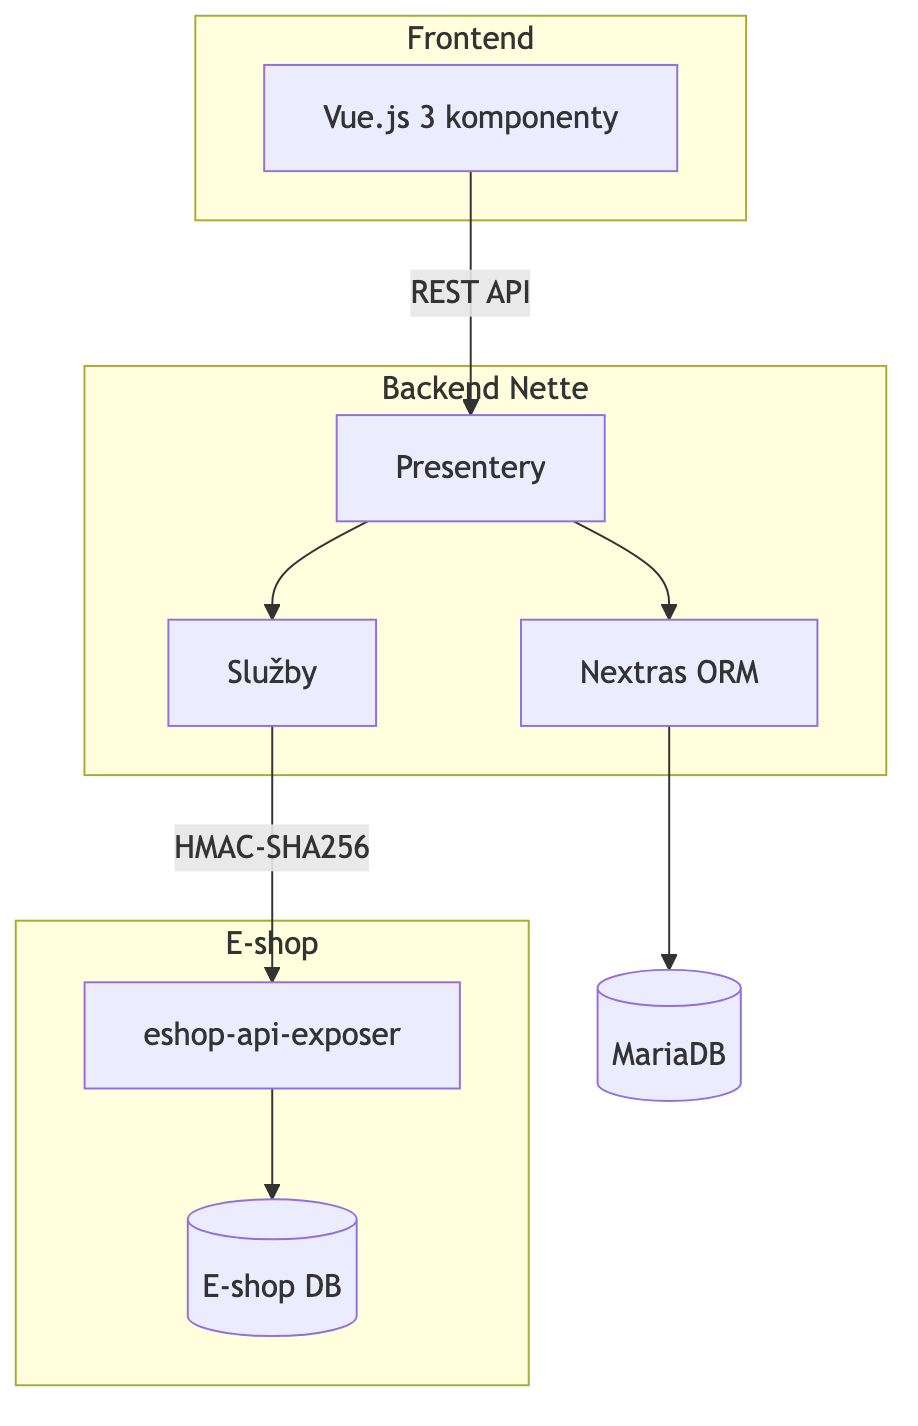 Frontend
Vue.js 3 komponenty
REST API
Backend Nette
Presentery
Služby
Nextras ORM
HMAC-SHA256
E-shop
eshop-api-exposer
MariaDB
E-shop DB